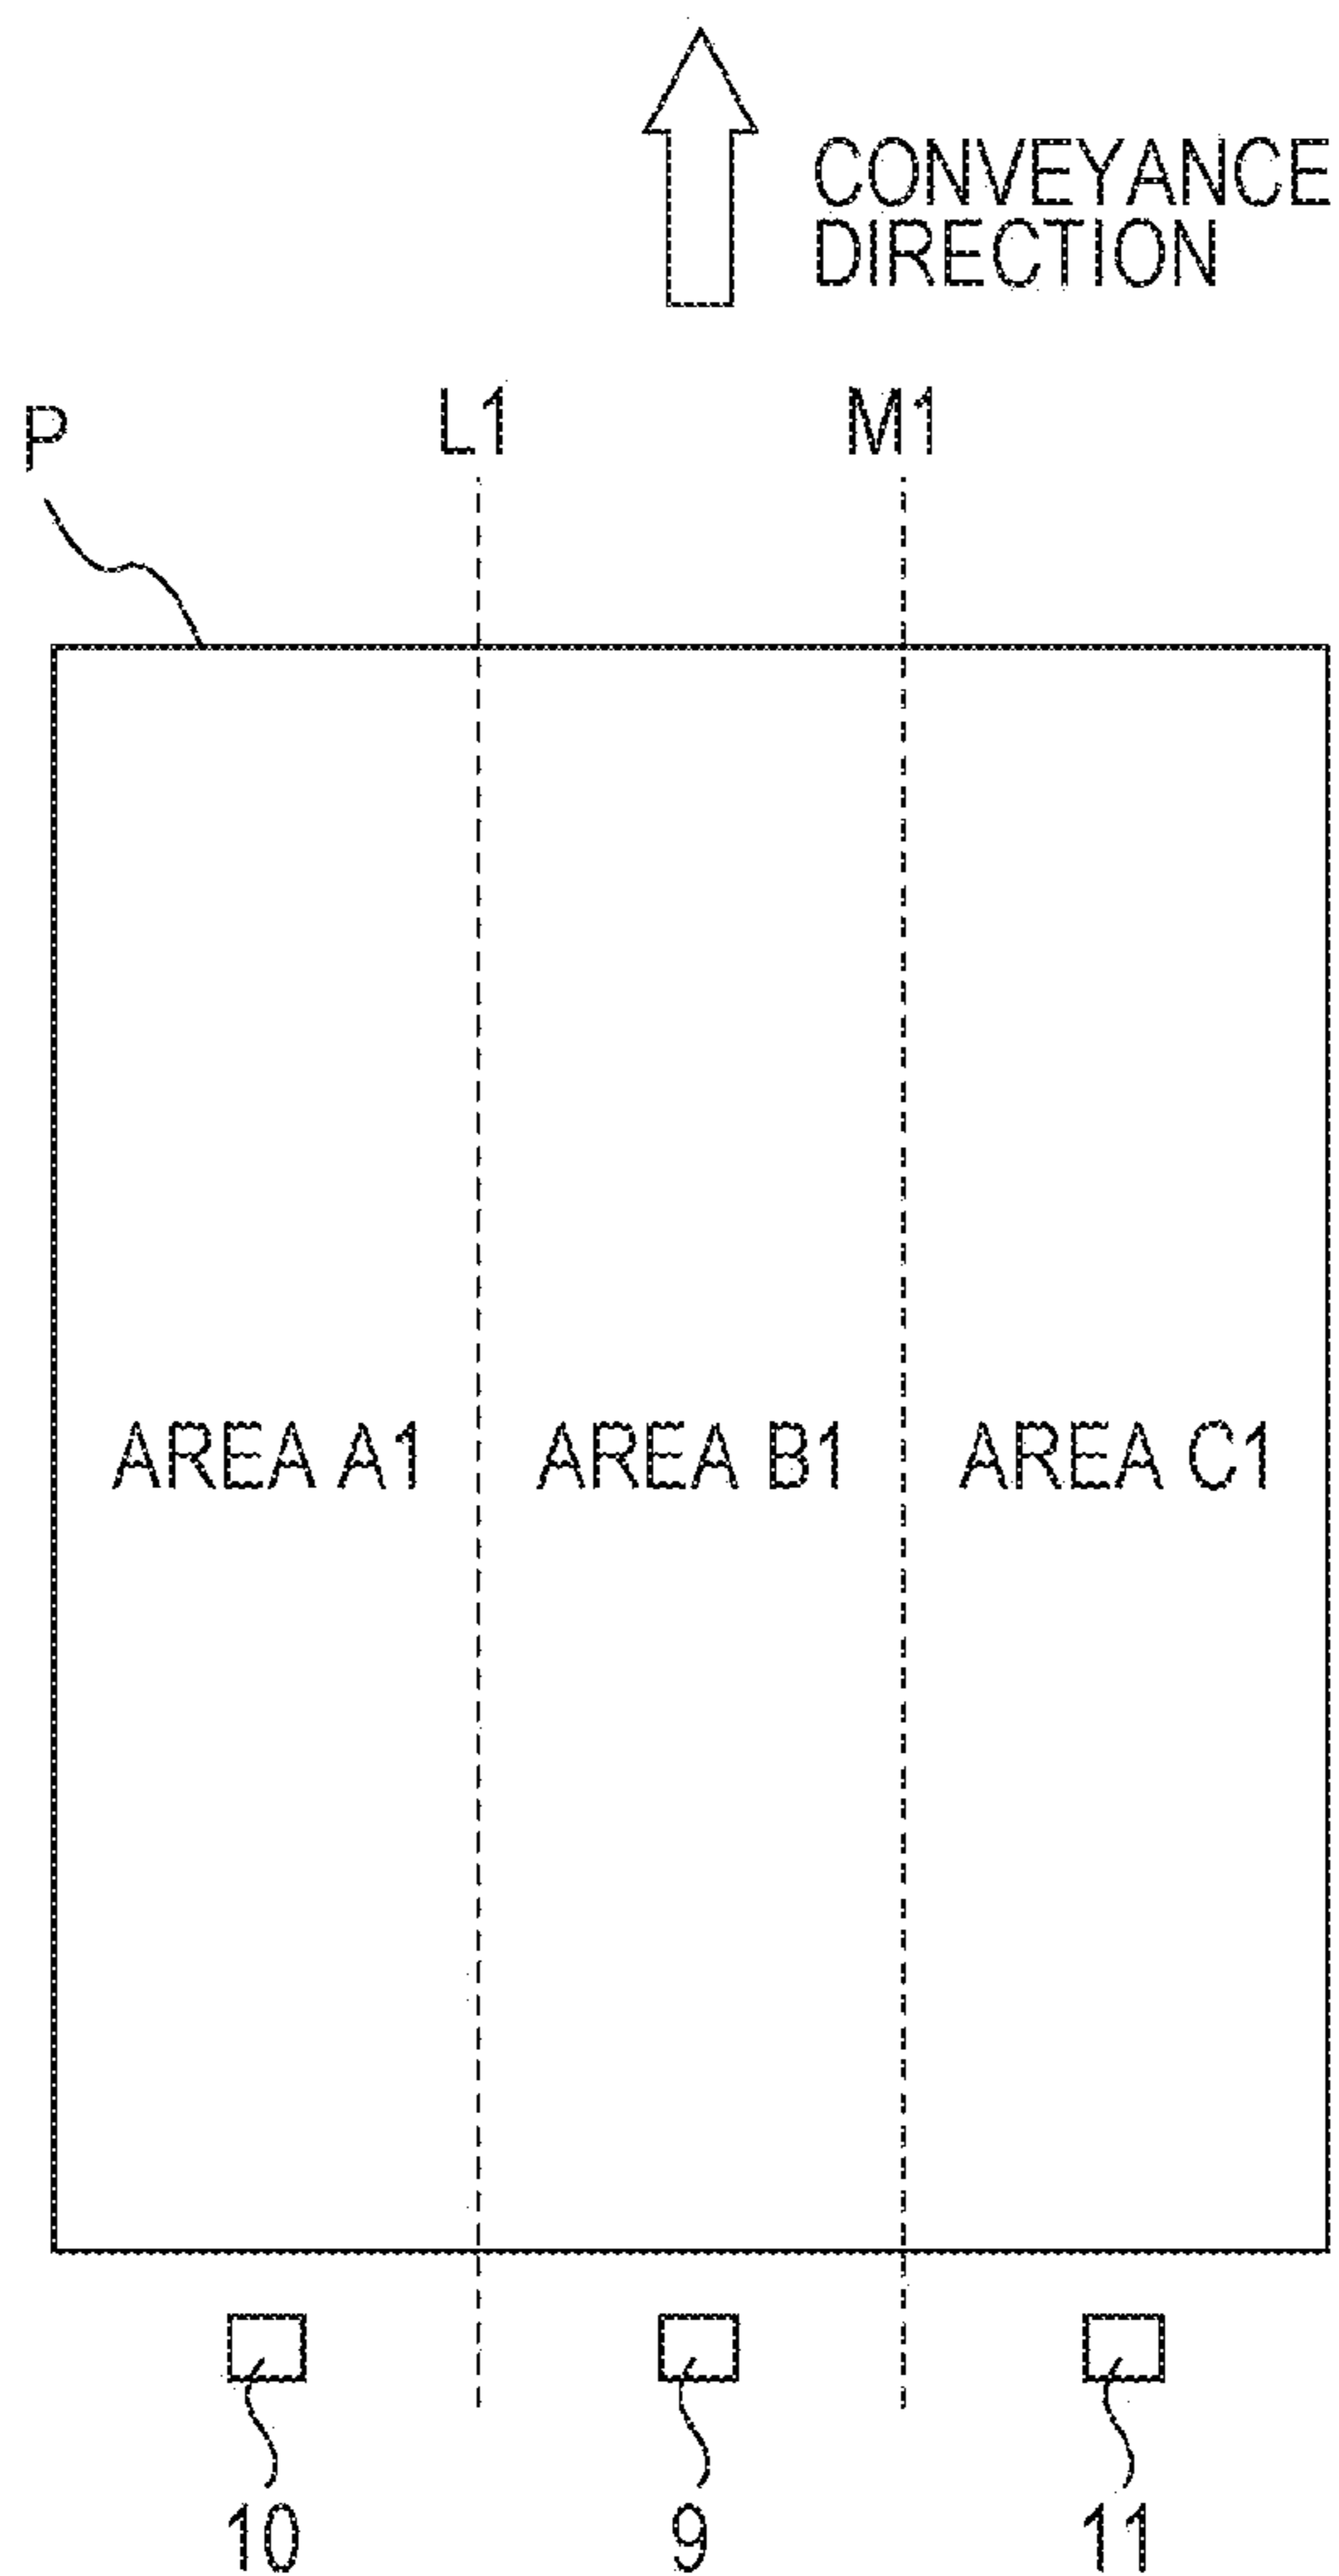 CONVEYANCE
DIRECTION
P
L1
M1
AREA A1
AREA B1
AREA C1
10
9
11